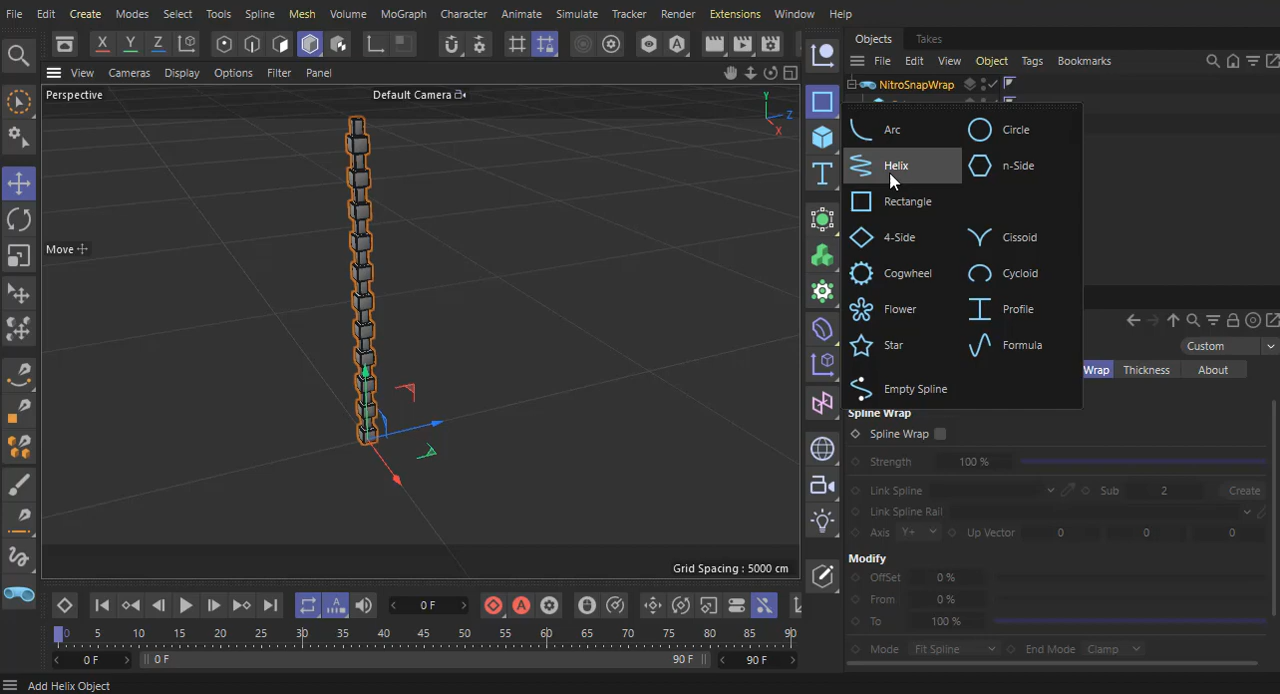 File Edit Create Modes Select Tools Spline Mesh Volume MoGraph Character Animate Simulate Tracker Render Extensions Window Help
X Y Z
Objects Takes
View Cameras Display Options Filter Panel
File Edit View Object Tags Bookmarks
Perspective
Default Camera
Y Z X
NitroSnapWrap
Arc Circle
Helix n-Side
Rectangle
4-Side Cissoid
Cogwheel Cycloid
Flower Profile
Star Formula
Empty Spline
Move
Custom
Wrap Thickness About
Spline Wrap
Spline Wrap
Strength 100 %
Link Spline Sub 2 Create
Link Spline Rail
Axis Y+ Up Vector 0 0 0
Modify
OffSet 0 %
From 0 %
To 100 %
Mode Fit Spline End Mode Clamp
Grid Spacing : 5000 cm
0 F
0 5 10 15 20 25 30 35 40 45 50 55 60 65 70 75 80 85 90
0 F 0 F 90 F 90 F
Add Helix Object